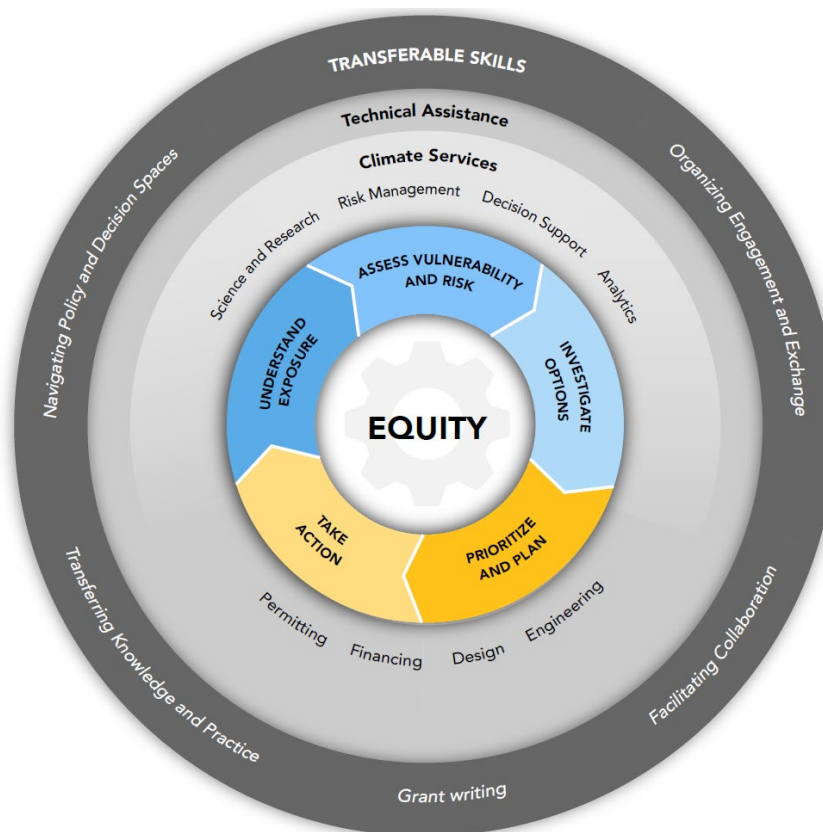 TRANSFERABLE SKILLS
Technical Assistance
Climate Services
Science and Research
Risk Management
Decision Support
Analytics
ASSESS VULNERABILITY
AND RISK
INVESTIGATE
OPTIONS
PRIORITIZE
AND PLAN
TAKE
ACTION
UNDERSTAND
EXPOSURE
EQUITY
Permitting
Financing
Design
Engineering
Organizing Engagement and Exchange
Facilitating Collaboration
Grant writing
Transferring Knowledge and Practice
Navigating Policy and Decision Spaces